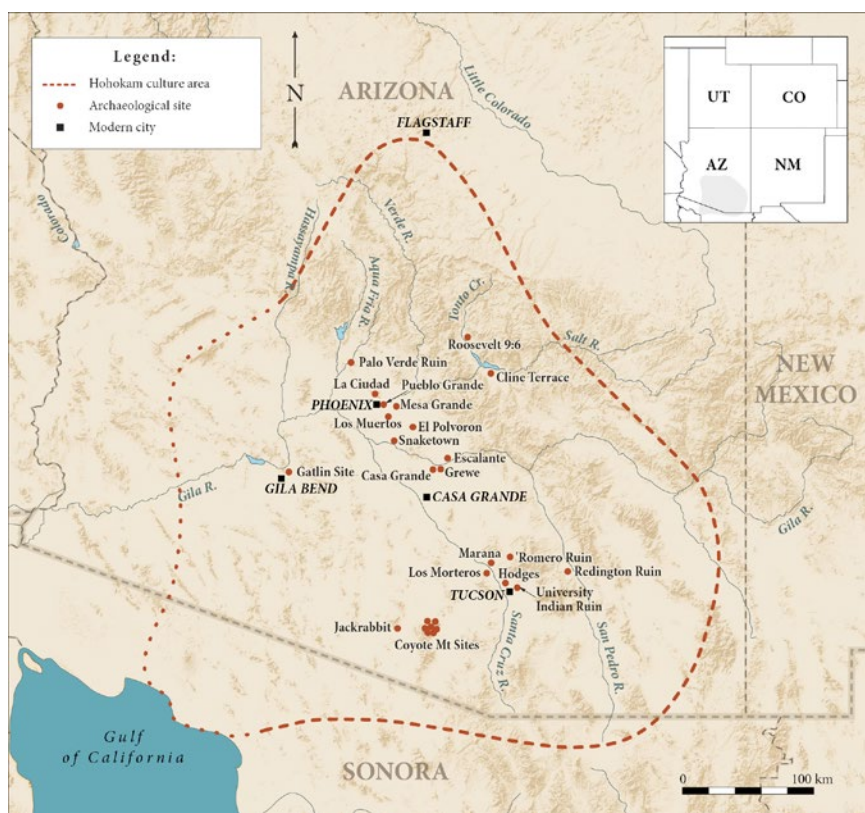 Legend:
Hohokam culture area
Archaeological site
Modern city
N
ARIZONA
FLAGSTAFF
Little Colorado
UT
CO
AZ
NM
Colorado
Hassayampa R.
Verde R.
Aqua Fria R.
Tonto Cr.
Salt R.
Roosevelt 9:6
Palo Verde Ruin
Cline Terrace
NEW
MEXICO
La Ciudad
Pueblo Grande
PHOENIX
Mesa Grande
Los Muertos
El Polvoron
Snaketown
Escalante
Gatlin Site
Casa Grande
Grewe
GILA BEND
Gila R.
CASA GRANDE
Gila R.
Marana
Romero Ruin
Los Morteros
Hodges
Redington Ruin
TUCSON
University
Indian Ruin
Jackrabbit
Coyote Mt Sites
Santa Cruz R.
San Pedro R.
Gulf
of California
SONORA
0
100 km